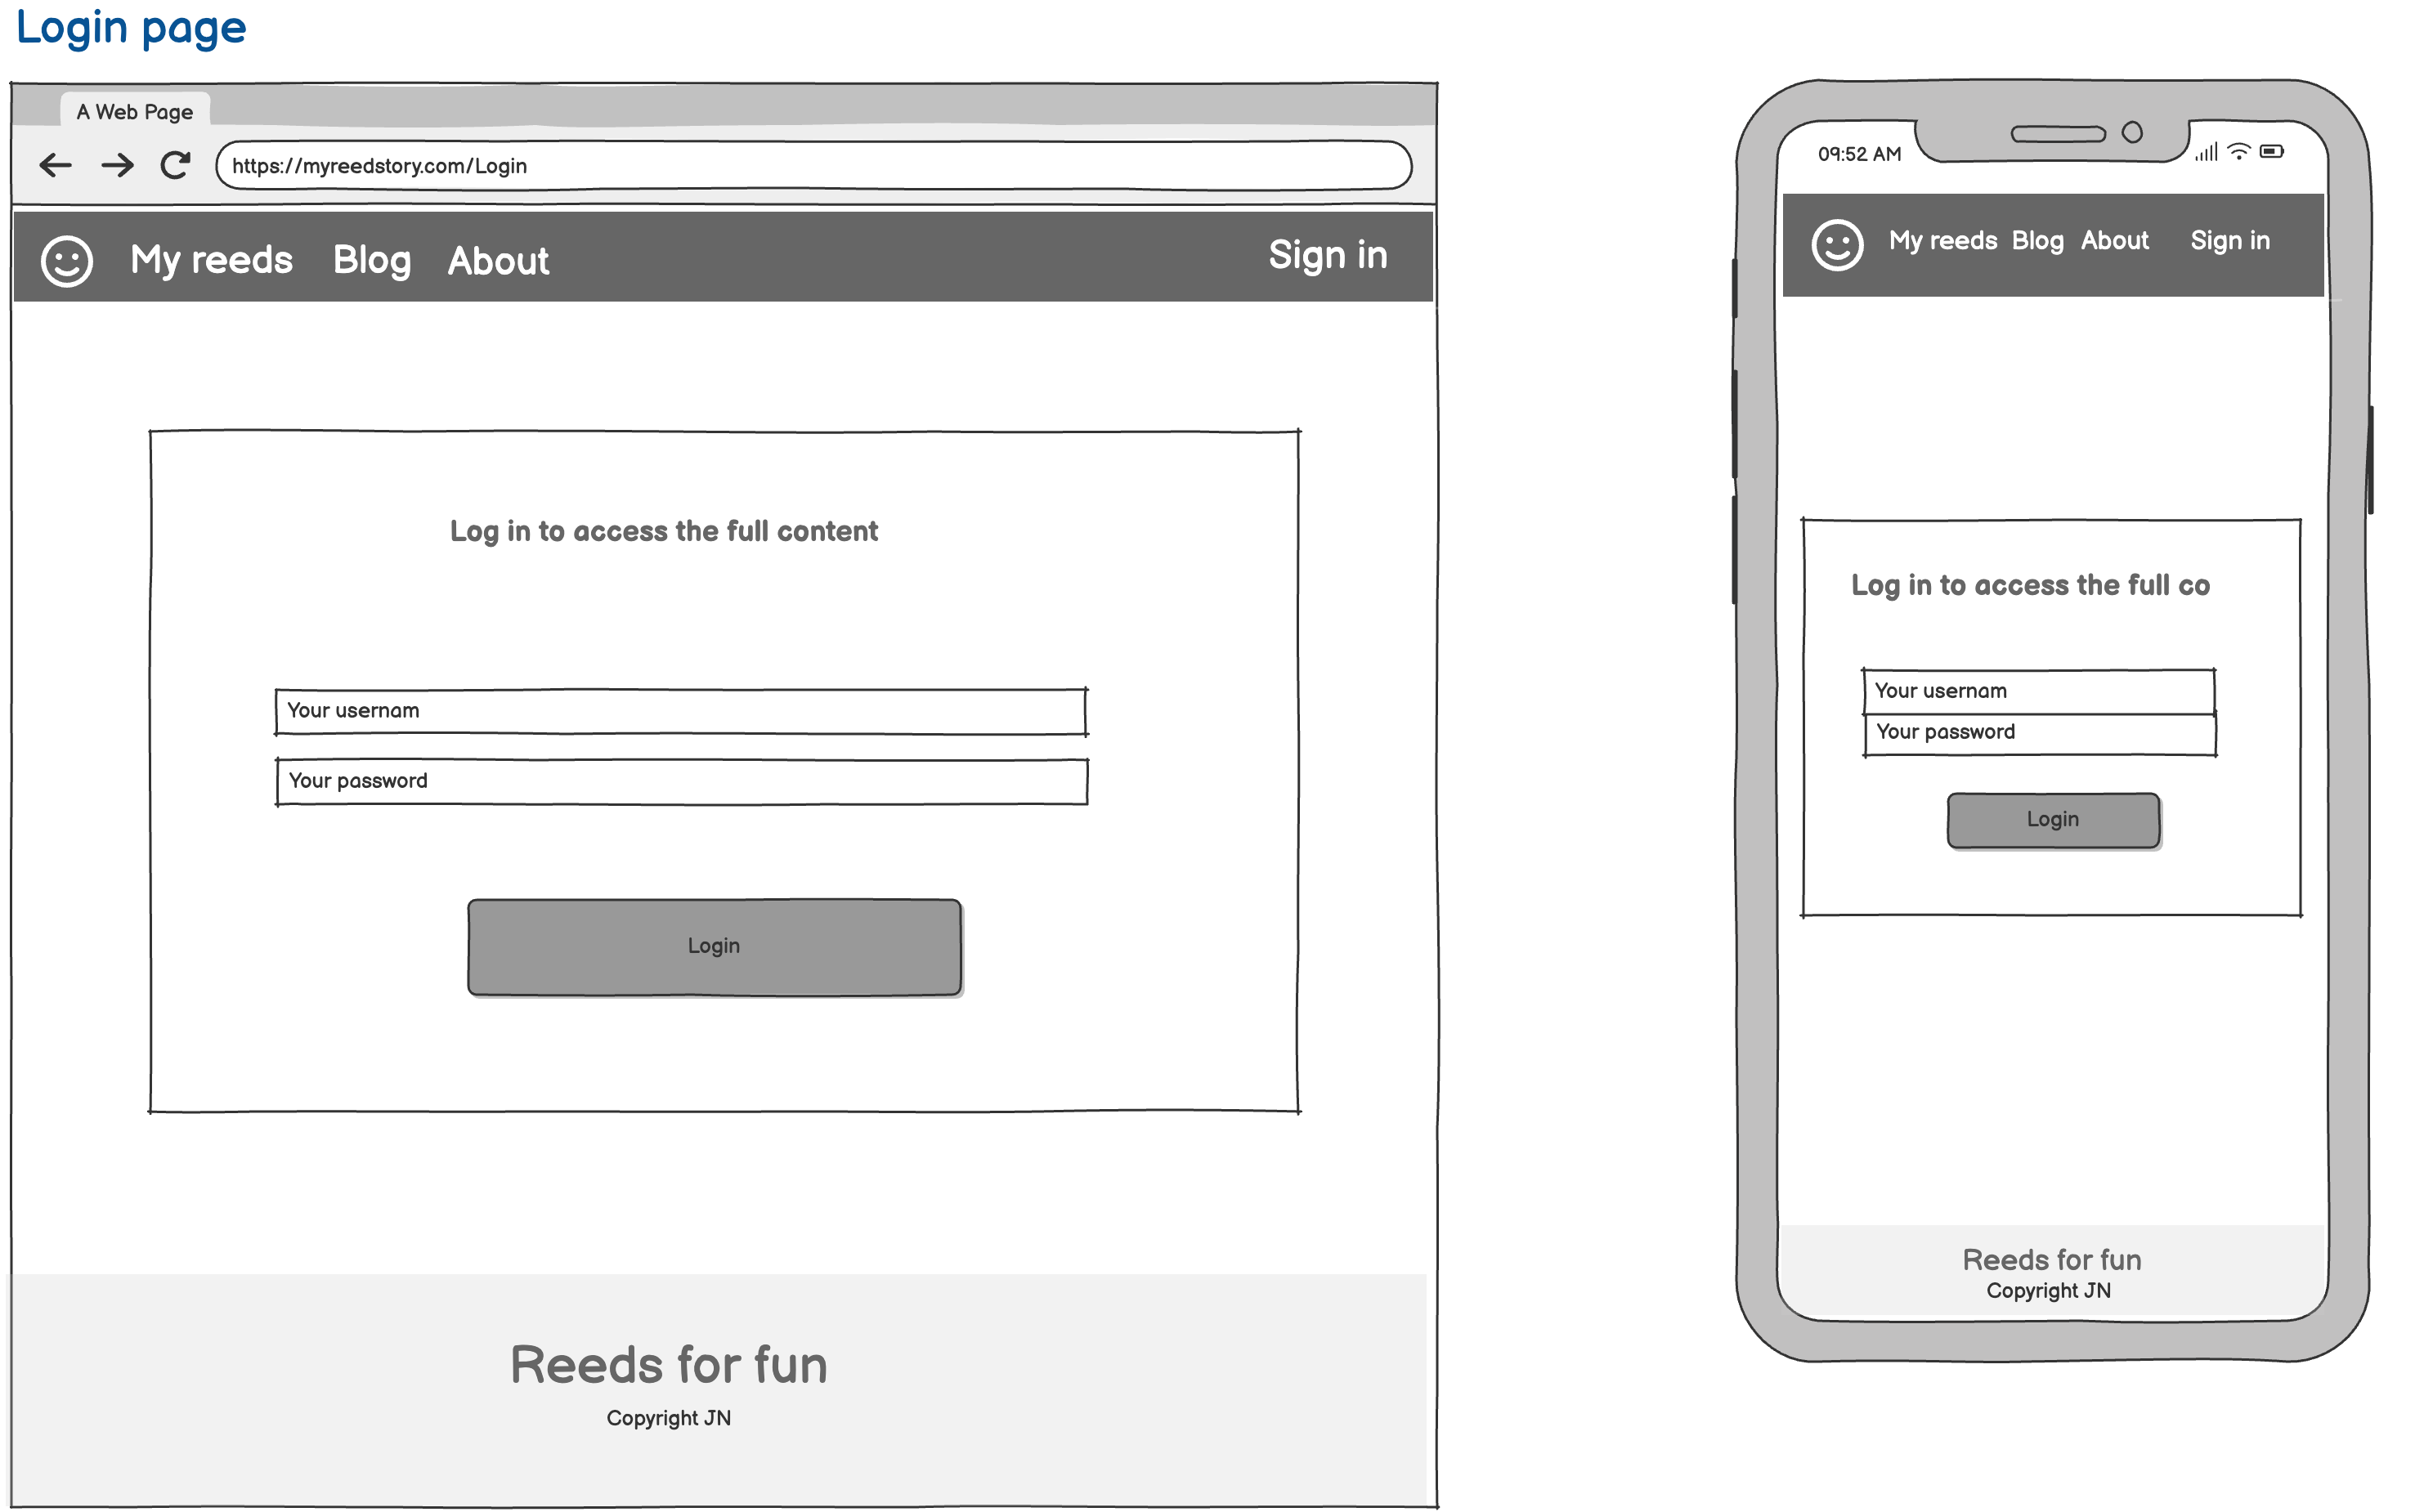 Login page
A Web Page
https://myreedstory.com/Login
My reeds Blog About Sign in
Log in to access the full content
Your usernam
Your password
Login
Reeds for fun
Copyright JN
09:52 AM
My reeds Blog About Sign in
Log in to access the full co
Your usernam
Your password
Login
Reeds for fun
Copyright JN